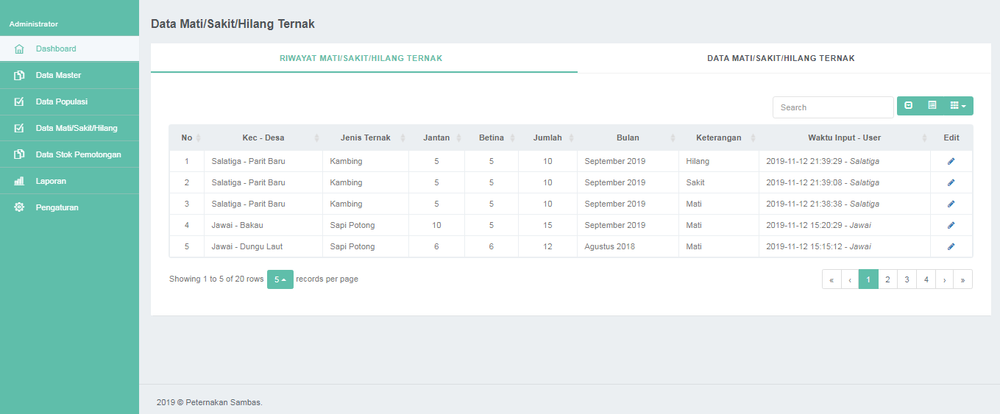 Administrator
Dashboard
Data Master
Data Populasi
Data Mati/Sakit/Hilang
Data Stok Pemotongan
Laporan
Pengaturan
Data Mati/Sakit/Hilang Ternak
RIWAYAT MATI/SAKIT/HILANG TERNAK DATA MATI/SAKIT/HILANG TERNAK
Search
No Kec - Desa Jenis Ternak Jantan Betina Jumlah Bulan Keterangan Waktu Input - User Edit
1 Salatiga - Parit Baru Kambing 5 5 10 September 2019 Hilang 2019-11-12 21:39:29 - Salatiga
2 Salatiga - Parit Baru Kambing 5 5 10 September 2019 Sakit 2019-11-12 21:39:08 - Salatiga
3 Salatiga - Parit Baru Kambing 5 5 10 September 2019 Mati 2019-11-12 21:38:38 - Salatiga
4 Jawai - Bakau Sapi Potong 10 5 15 September 2019 Mati 2019-11-12 15:20:29 - Jawai
5 Jawai - Dungu Laut Sapi Potong 6 6 12 Agustus 2018 Mati 2019-11-12 15:15:12 - Jawai
Showing 1 to 5 of 20 rows 5 records per page « ‹ 1 2 3 4 › »
2019 © Peternakan Sambas.